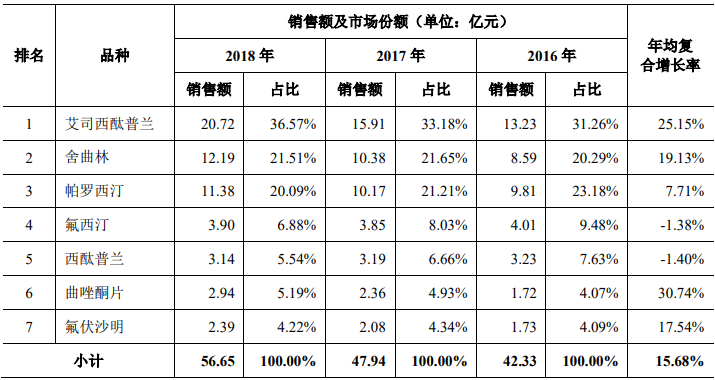 排名 品种 销售额及市场份额（单位：亿元） 年均复合增长率
2018 年 2017 年 2016 年
销售额 占比 销售额 占比 销售额 占比
1 艾司西酞普兰 20.72 36.57% 15.91 33.18% 13.23 31.26% 25.15%
2 舍曲林 12.19 21.51% 10.38 21.65% 8.59 20.29% 19.13%
3 帕罗西汀 11.38 20.09% 10.17 21.21% 9.81 23.18% 7.71%
4 氟西汀 3.90 6.88% 3.85 8.03% 4.01 9.48% -1.38%
5 西酞普兰 3.14 5.54% 3.19 6.66% 3.23 7.63% -1.40%
6 曲唑酮片 2.94 5.19% 2.36 4.93% 1.72 4.07% 30.74%
7 氟伏沙明 2.39 4.22% 2.08 4.34% 1.73 4.09% 17.54%
小计 56.65 100.00% 47.94 100.00% 42.33 100.00% 15.68%